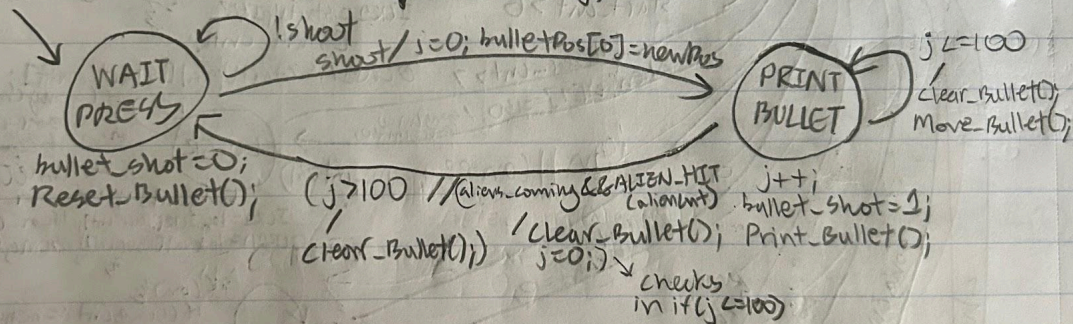 !shoot
shoot/ j=0; bulletPos[0]=newPos
WAIT
PRESS
bullet_shot=0;
Reset_Bullet();
PRINT
BULLET
j<=100
/
clear_Bullet();
Move_Bullet();
j++;
bullet_shot=1;
Print_Bullet();
(j>100
/
clear_Bullet();)
//(aliens_coming&&ALIEN_HIT
(aliencnt)
/clear_Bullet();
j=0;)
checks
in if(j<=100)